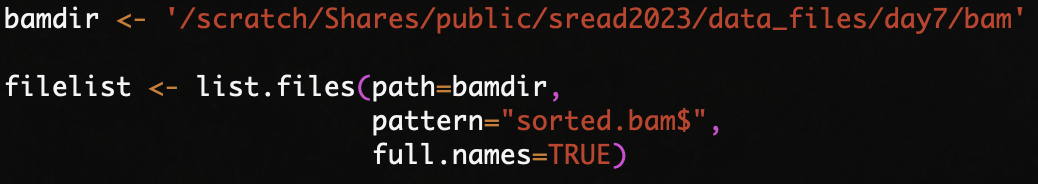 bamdir <- '/scratch/Shares/public/sread2023/data_files/day7/bam'
filelist <- list.files(path=bamdir,
pattern="sorted.bam$",
full.names=TRUE)